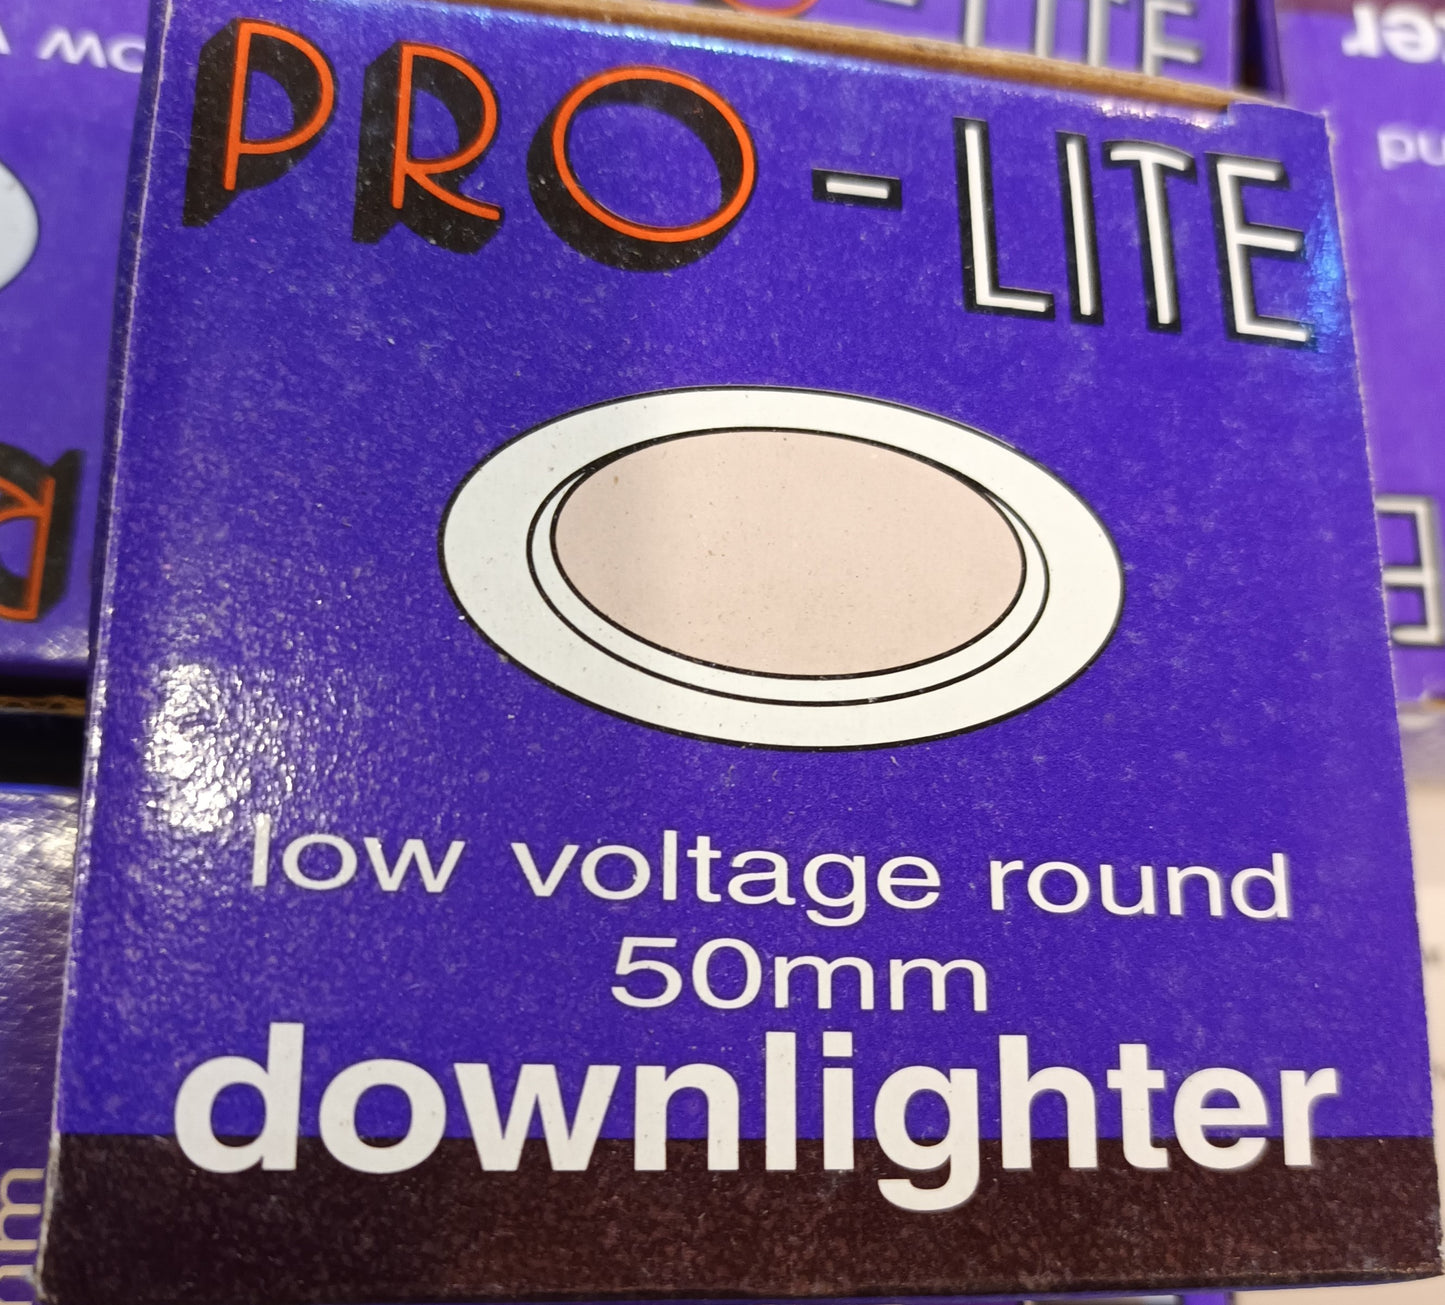 PRO-LITE
low voltage round
50mm
downlighter